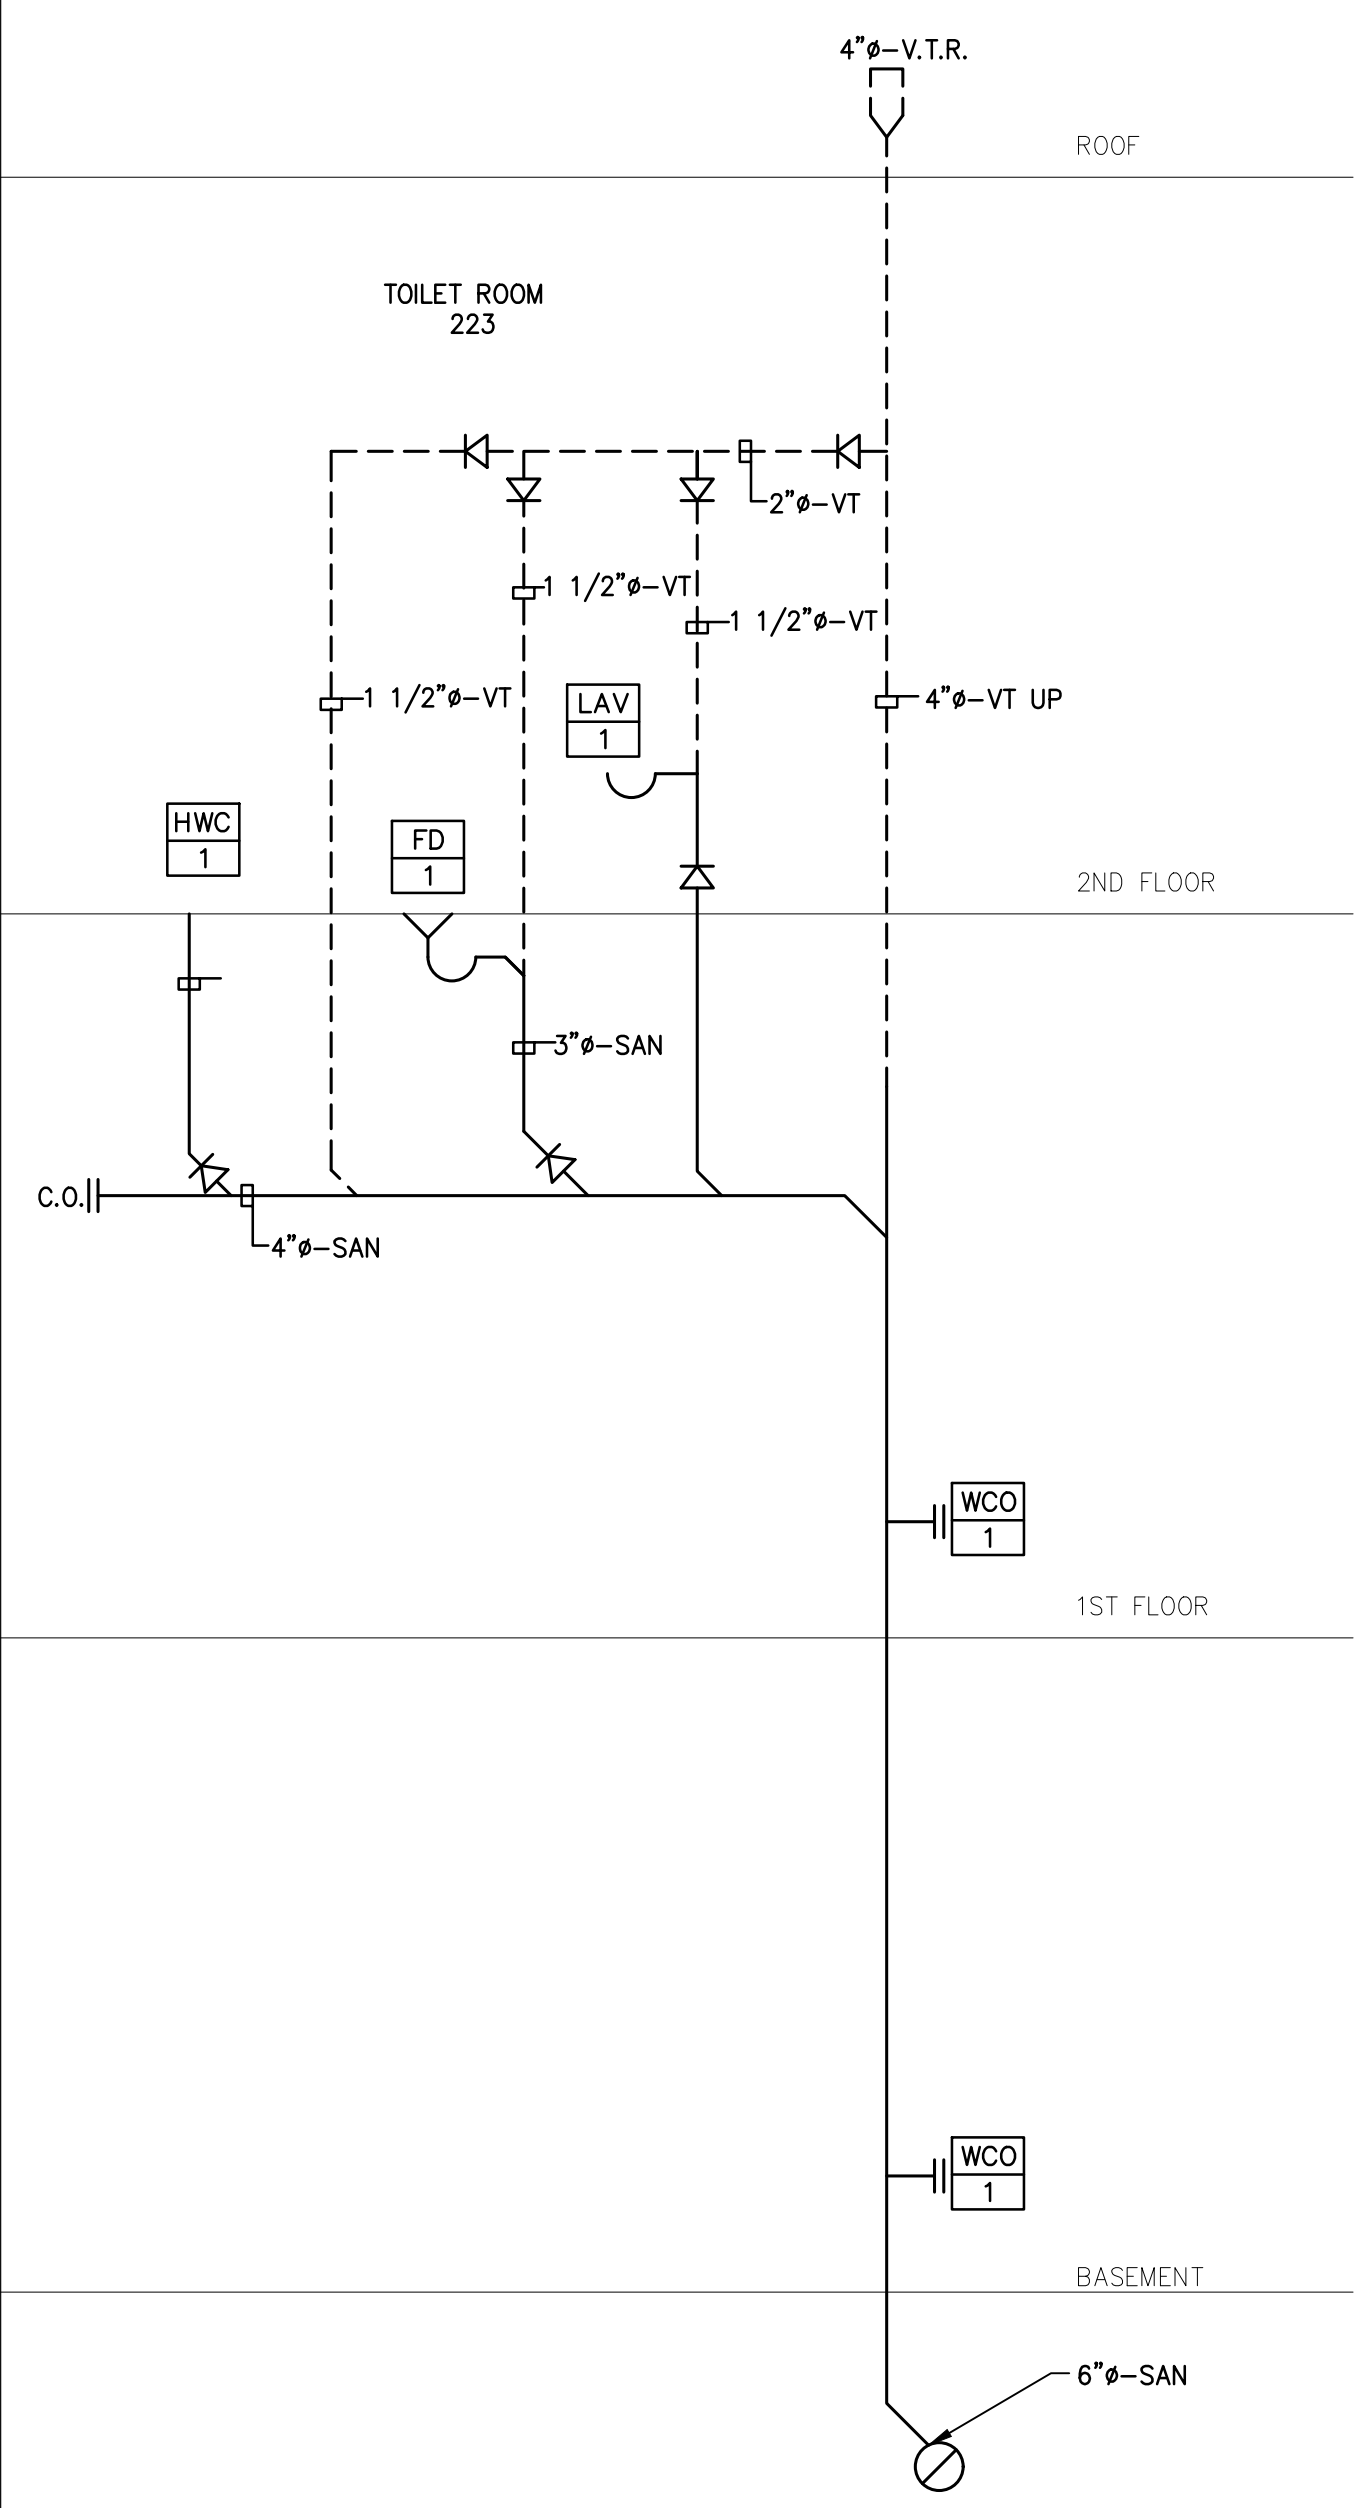 4"ø-V.T.R.
ROOF
TOILET ROOM
223
2"ø-VT
1 1/2"ø-VT
1 1/2"ø-VT
1 1/2"ø-VT
LAV
1
4"ø-VT UP
HWC
1
FD
1
2ND FLOOR
3"ø-SAN
C.O.
4"ø-SAN
WCO
1
1ST FLOOR
WCO
1
BASEMENT
6"ø-SAN